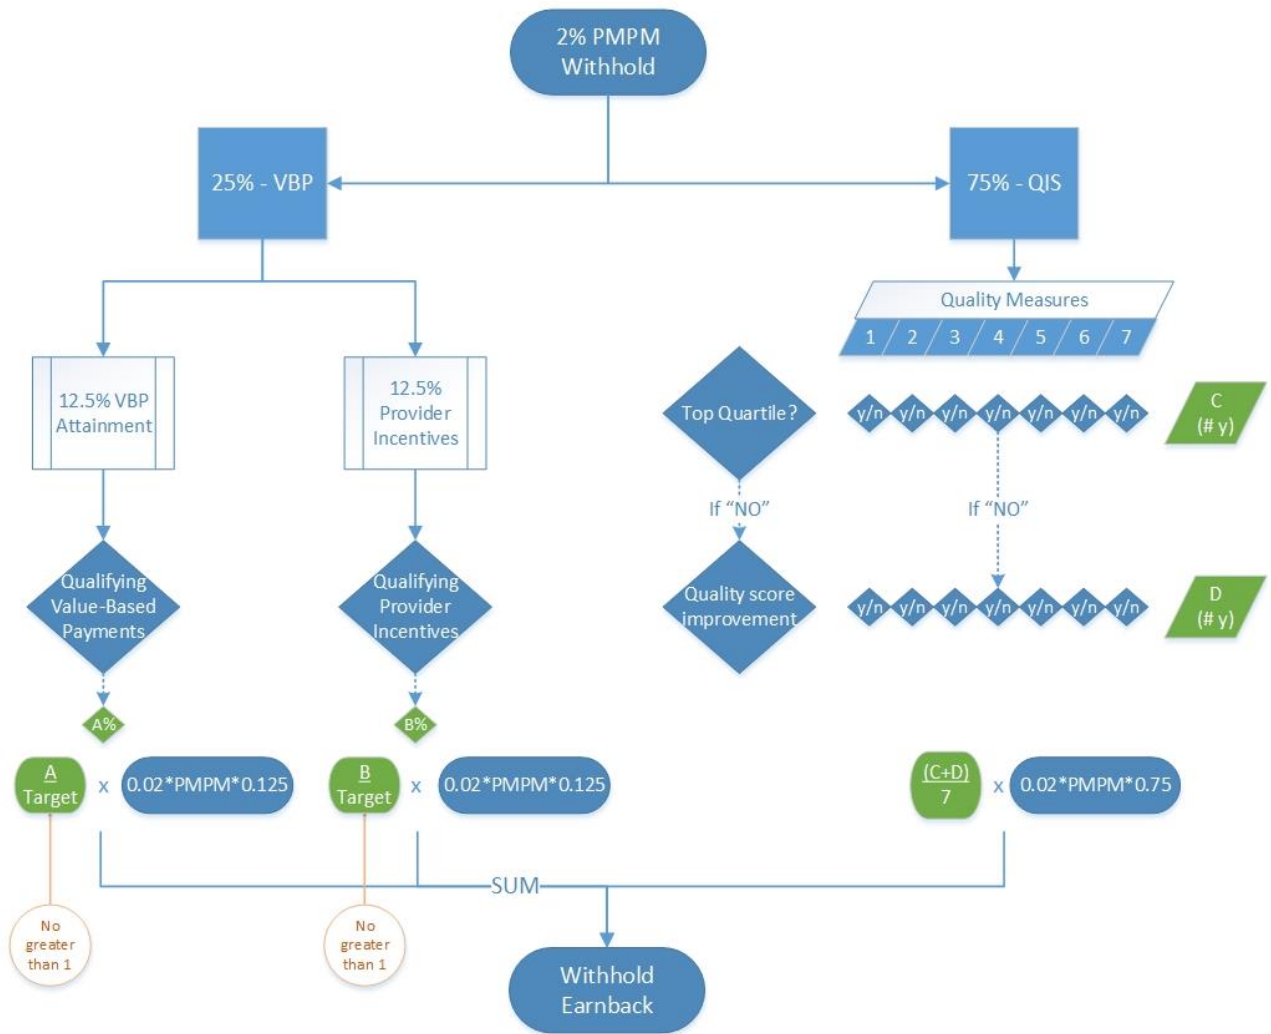 2% PMPM
Withhold
25% - VBP
75% - QIS
Quality Measures
1 2 3 4 5 6 7
12.5% VBP
Attainment
12.5%
Provider
Incentives
Top Quartile?
y/n y/n y/n y/n y/n y/n y/n
C
(# y)
If “NO”
If “NO”
Qualifying
Value-Based
Payments
Qualifying
Provider
Incentives
Quality score
improvement
y/n y/n y/n y/n y/n y/n y/n
D
(# y)
A%
B%
A
Target
x
0.02*PMPM*0.125
B
Target
x
0.02*PMPM*0.125
(C+D)
7
x
0.02*PMPM*0.75
SUM
No
greater
than 1
No
greater
than 1
Withhold
Earnback